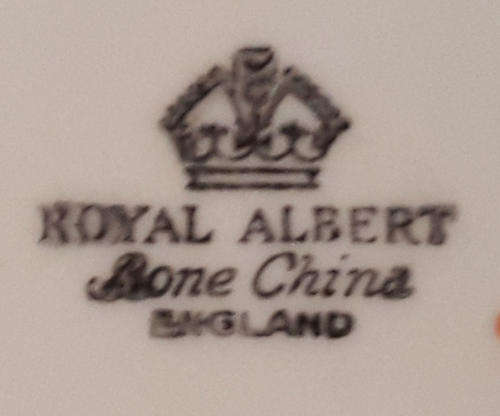 ROYAL ALBERT
Bone China
ENGLAND